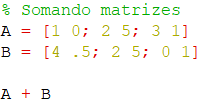 % Somando matrizes
A = [1 0; 2 5; 3 1]
B = [4 .5; 2 5; 0 1]
A + B